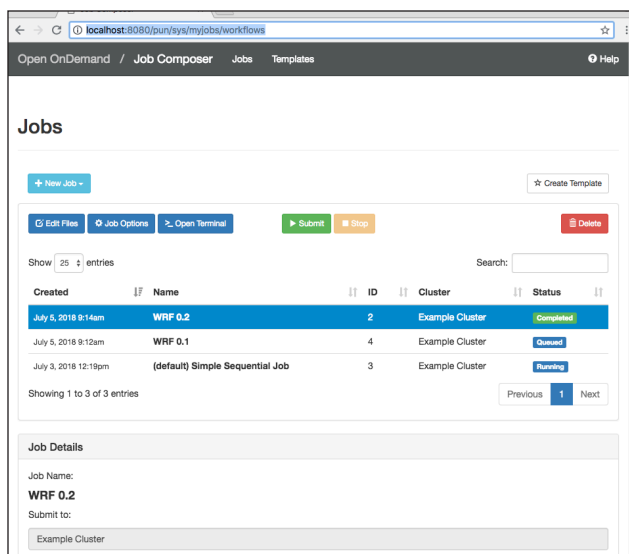 localhost:8080/pun/sys/myjobs/workflows
Open OnDemand / Job Composer Jobs Templates Help
Jobs
+ New Job Create Template
Edit Files Job Options >_ Open Terminal Submit Stop Delete
Show 25 entries Search:
Created Name ID Cluster Status
July 5, 2018 9:14am WRF 0.2 2 Example Cluster Completed
July 5, 2018 9:12am WRF 0.1 4 Example Cluster Queued
July 3, 2018 12:19pm (default) Simple Sequential Job 3 Example Cluster Running
Showing 1 to 3 of 3 entries Previous 1 Next
Job Details
Job Name:
WRF 0.2
Submit to:
Example Cluster